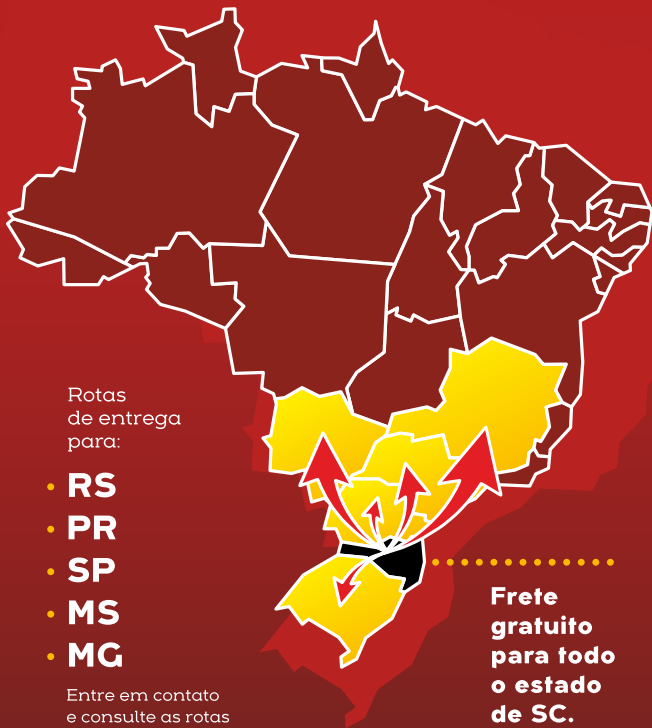 Rotas
de entrega
para:
• RS
• PR
• SP
• MS
• MG
Entre em contato
e consulte as rotas
Frete
gratuito
para todo
o estado
de SC.